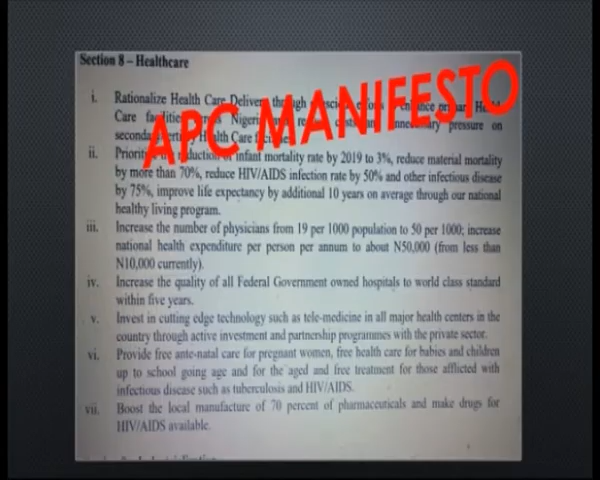 Section 8 – Healthcare
APC MANIFESTO
i. Rationalize Health Care Delivery through
Care
pressure on
Health Care
ii. infant mortality rate by 2019 to 3%, reduce material mortality
by more than 70%, reduce HIV/AIDS infection rate by 50% and other infectious disease
by 75%, improve life expectancy by additional 10 years on average through our national
healthy living program.
iii. Increase the number of physicians from 19 per 1000 population to 50 per 1000; increase
national health expenditure per person per annum to about N50,000 (from less than
N10,000 currently).
iv. Increase the quality of all Federal Government owned hospitals to world class standard
within five years.
v. Invest in cutting edge technology such as tele-medicine in all major health centers in the
country through active investment and partnership programmes with the private sector.
vi. Provide free ante-natal care for pregnant women, free health care for babies and children
up to school going age and for the aged and free treatment for those afflicted with
infectious disease such as tuberculosis and HIV/AIDS.
vii. Boost the local manufacture of 70 percent of pharmaceuticals and make drugs for
HIV/AIDS available.